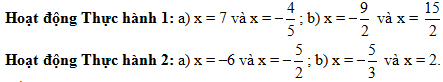 Hoạt động Thực hành 1: a) x = 7 và x = −4/5; b) x = −9/2 và x = 15/2
Hoạt động Thực hành 2: a) x = −6 và x = −5/2; b) x = −5/3 và x = 2.